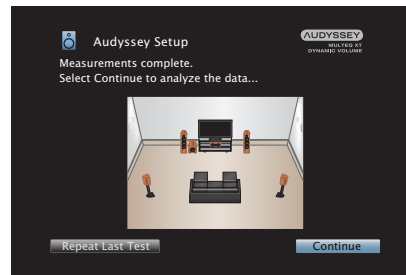 Audyssey Setup
AUDYSSEY
MULTEQ XT
DYNAMIC VOLUME
Measurements complete.
Select Continue to analyze the data...
Repeat Last Test
Continue